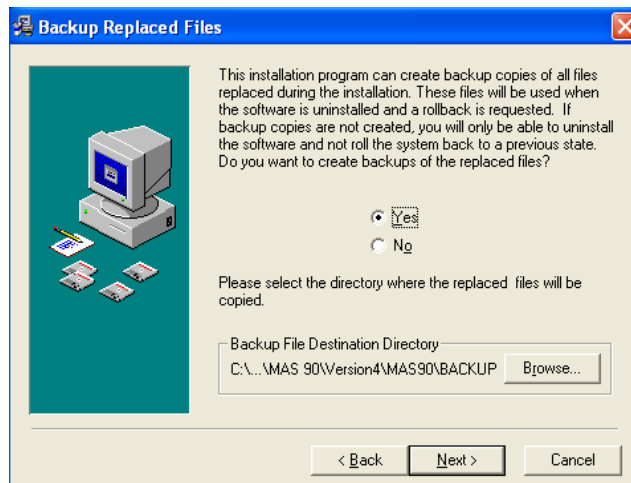 Backup Replaced Files
This installation program can create backup copies of all files
replaced during the installation. These files will be used when
the software is uninstalled and a rollback is requested. If
backup copies are not created, you will only be able to uninstall
the software and not roll the system back to a previous state.
Do you want to create backups of the replaced files?
Yes
No
Please select the directory where the replaced files will be
copied.
Backup File Destination Directory
C:\...\MAS 90\Version4\MAS90\BACKUP
Browse...
< Back
Next >
Cancel